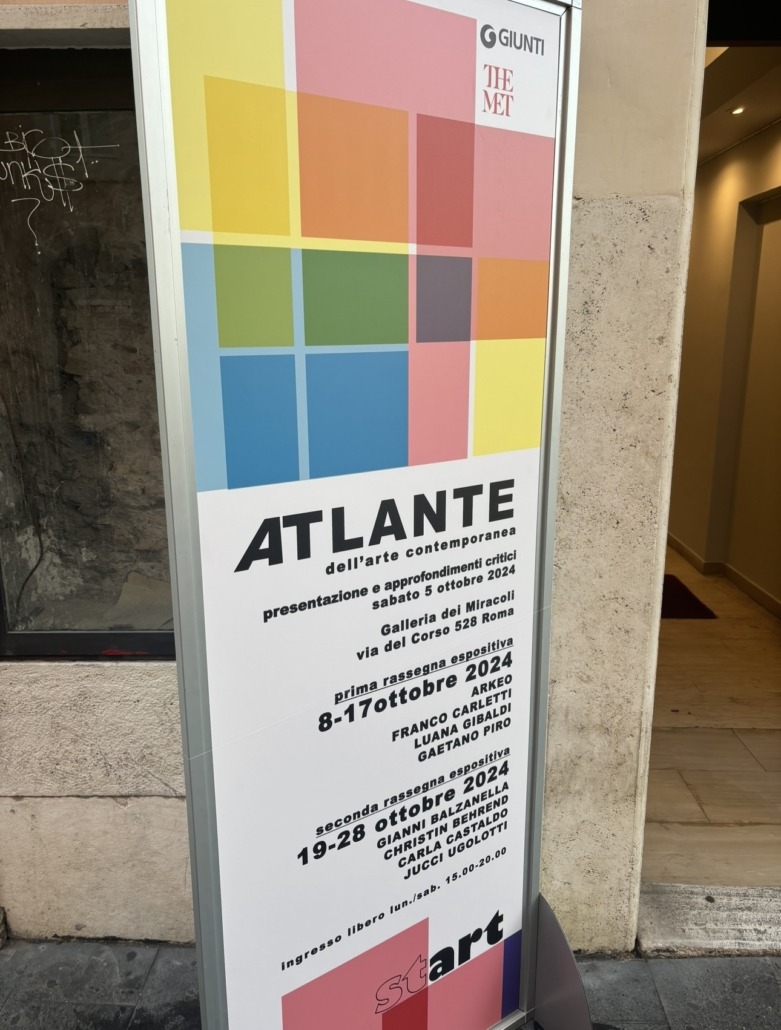 GIUNTI
THE
MET
ATLANTE
dell'arte contemporanea
presentazione e approfondimenti critici
sabato 5 ottobre 2024
Galleria dei Miracoli
via del Corso 528 Roma
prima rassegna espositiva
8-17ottobre 2024
ARKEO
FRANCO CARLETTI
LUANA GIBALDI
GAETANO PIRO
seconda rassegna espositiva
19-28 ottobre 2024
GIANNI BALZANELLA
CHRISTIN BEHREND
CARLA CASTALDO
JUCCI UGOLOTTI
ingresso libero lun./sab. 15.00-20.00
start